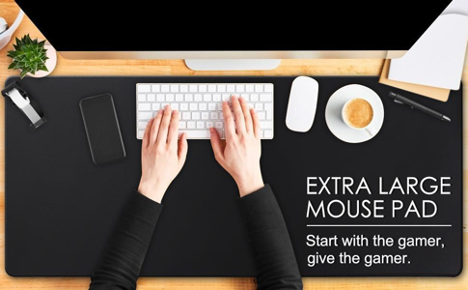 EXTRA LARGE
MOUSE PAD
Start with the gamer,
give the gamer.